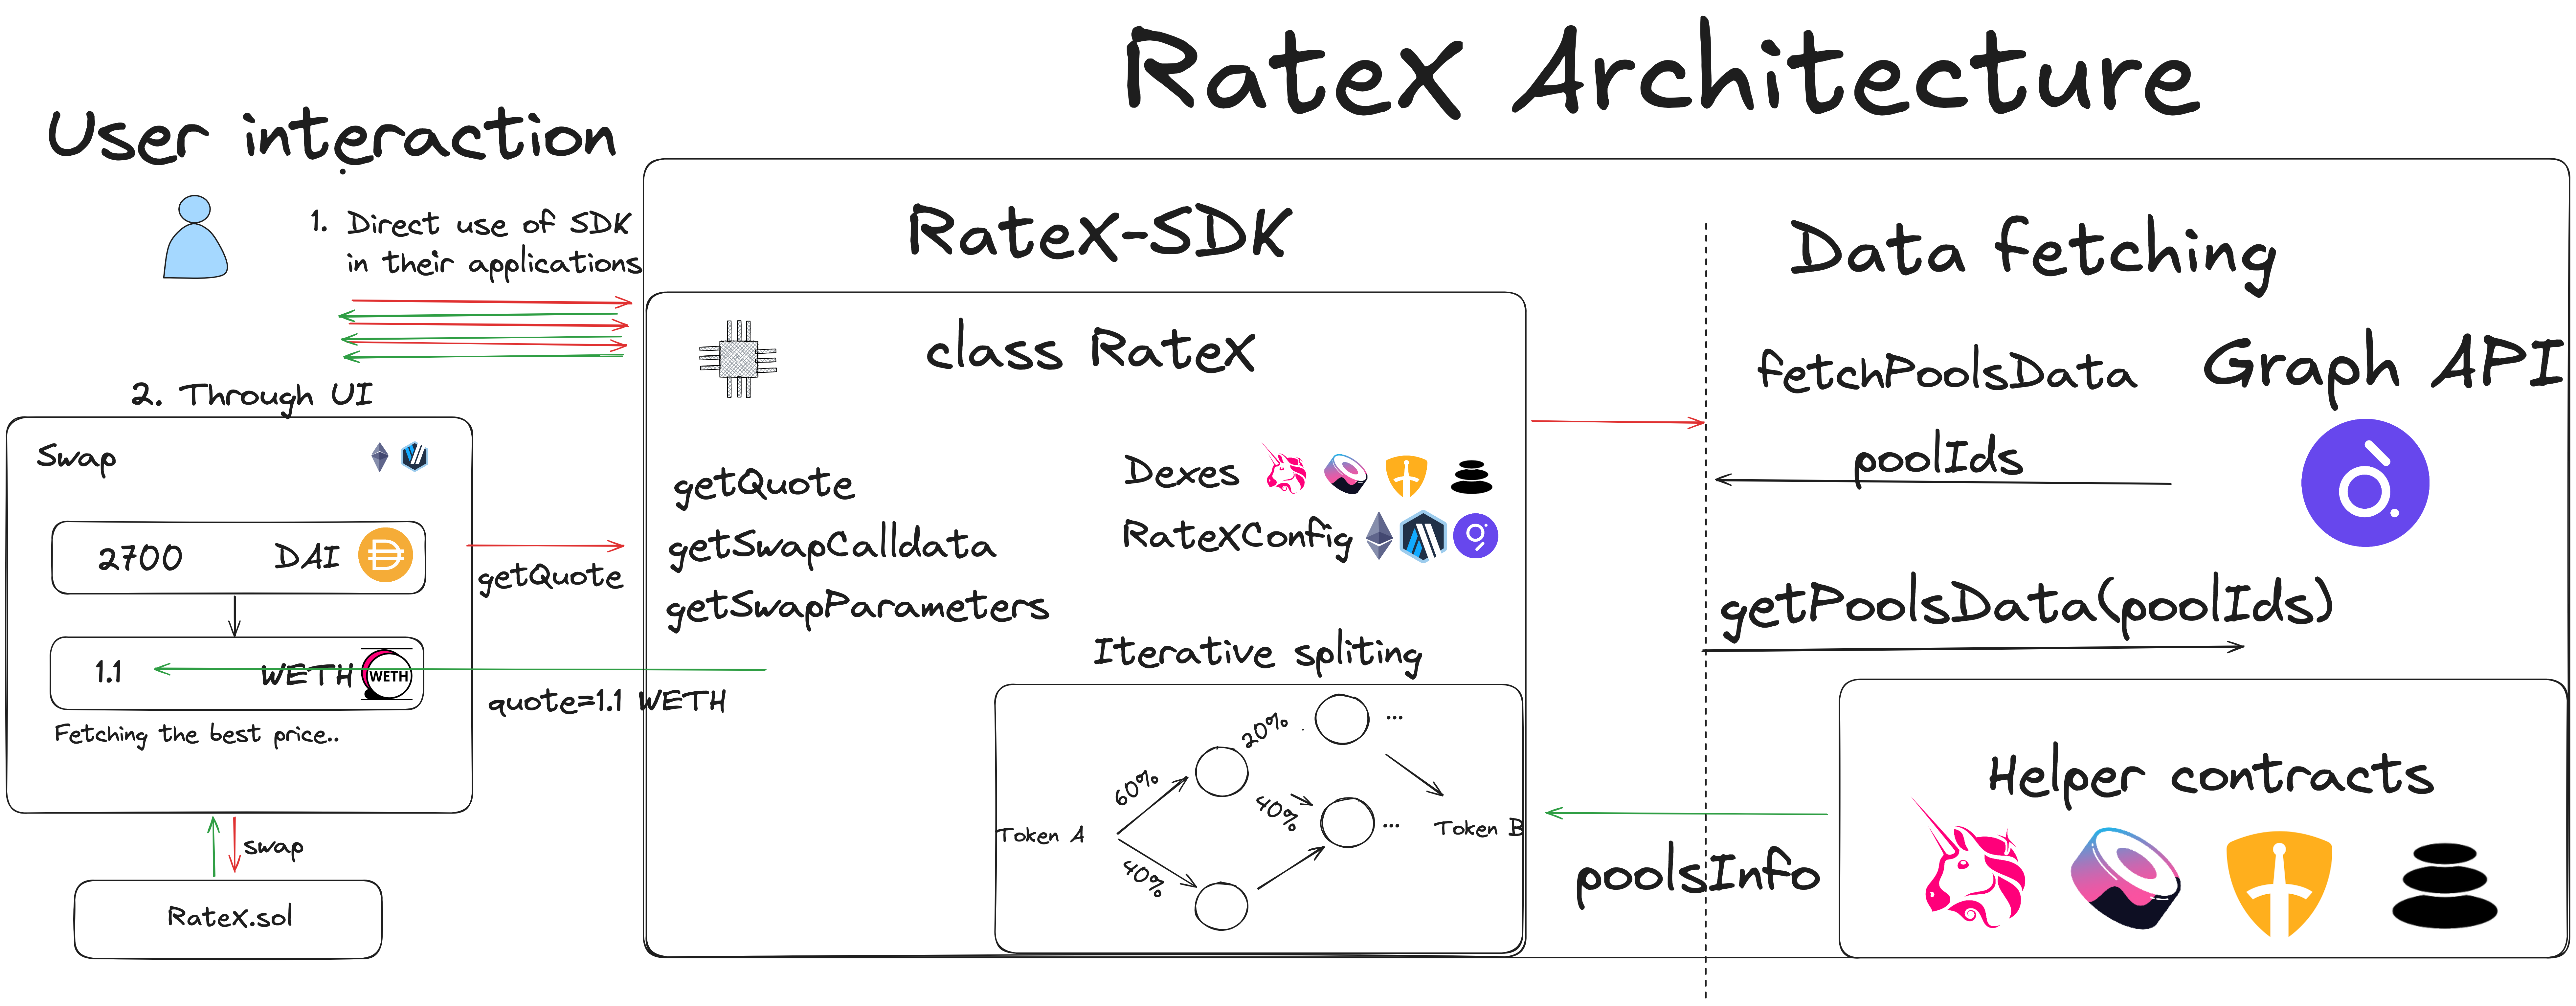 RateX Architecture
User interaction
1. Direct use of SDK
in their applications
2. Through UI
Swap
2700 DAI
1.1 WETH WETH
Fetching the best price..
swap
RateX.sol
getQuote
quote=1.1 WETH
RateX-SDK
class RateX
getQuote
getSwapCalldata
getSwapParameters
Dexes
RateXConfig
Iterative spliting
Token A
60%
40%
20%
40%
...
...
Token B
Data fetching
fetchPoolsData
Graph API
poolIds
getPoolsData(poolIds)
poolsInfo
Helper contracts